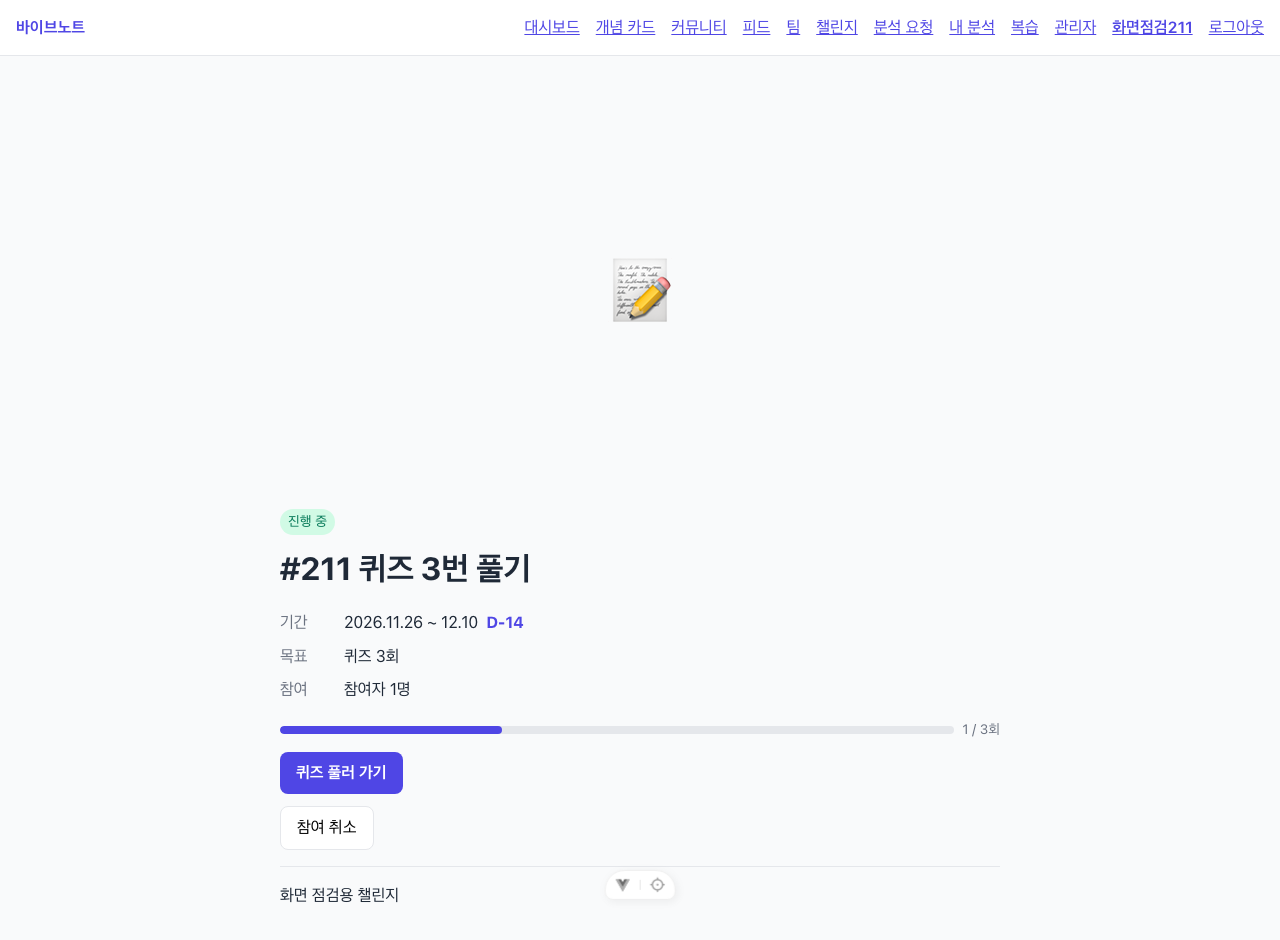 바이브노트
대시보드 개념 카드 커뮤니티 피드 팀 챌린지 분석 요청 내 분석 복습 관리자 화면점검211 로그아웃
진행 중
#211 퀴즈 3번 풀기
기간 2026.11.26 ~ 12.10 D-14
목표 퀴즈 3회
참여 참여자 1명
1 / 3회
퀴즈 풀러 가기
참여 취소
화면 점검용 챌린지